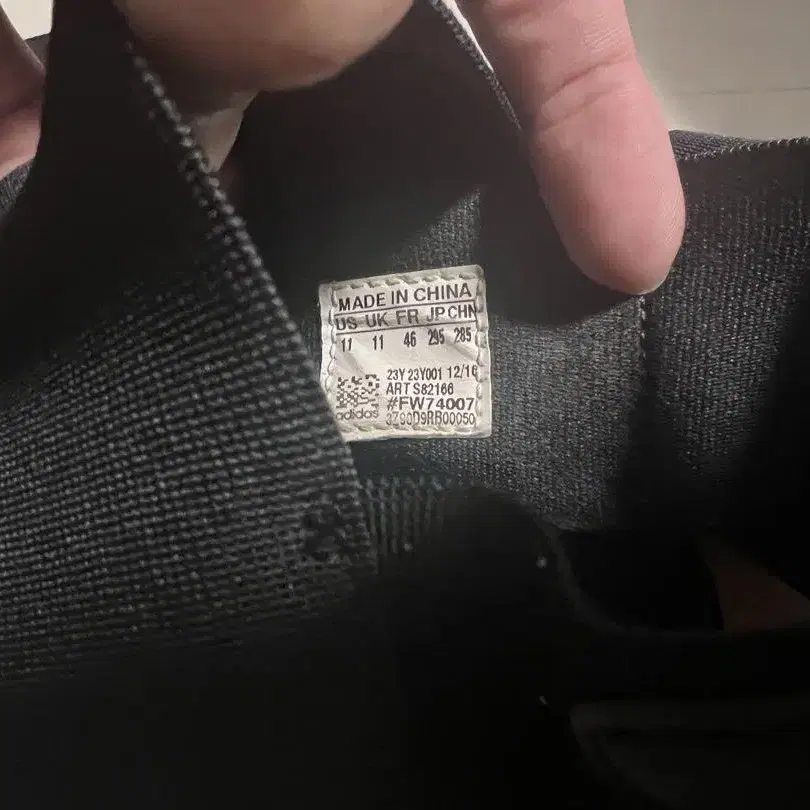 MADE IN CHINA
US UK FR JP CHN
11 11 46 295 285
23Y 23Y001 12/16
ART S82166
#FW74007
adidas 3Z90D9RR00050